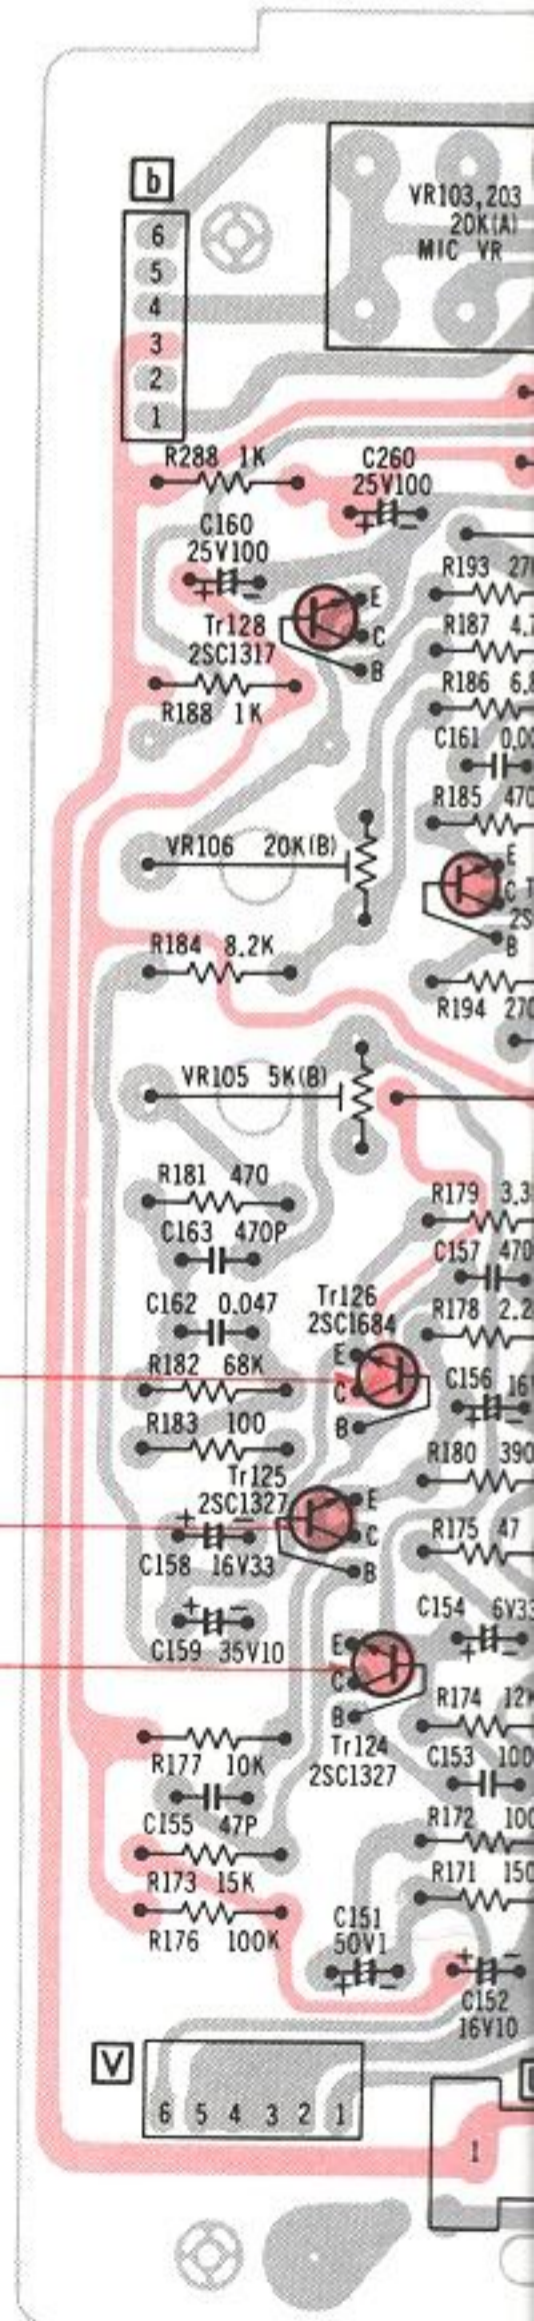 b
6
5
4
3
2
1
VR103,203
20K(A)
MIC VR
R288 1K
C260
25V100
+ -
C160
25V100
+ -
E
C
B
Tr128
2SC1317
R188 1K
R193
R187
R186
C161
R185
VR106 20K(B)
E
C
B
R184 8.2K
R194
VR105 5K(B)
R181 470
R179
C163 470P
C157
C162 0.047
Tr126
2SC1684
R178
E
C
B
R182 68K
C156
- +
R183 100
R180
Tr125
2SC1327
E
C
B
+ -
C158 16V33
R175 47
+ -
C159 35V10
C154
+ -
E
C
B
Tr124
2SC1327
R174
R177 10K
C153
C155 47P
R172
R173 15K
R171
R176 100K
C151
50V1
+ -
+ -
C152
16V10
V
6 5 4 3 2 1
1